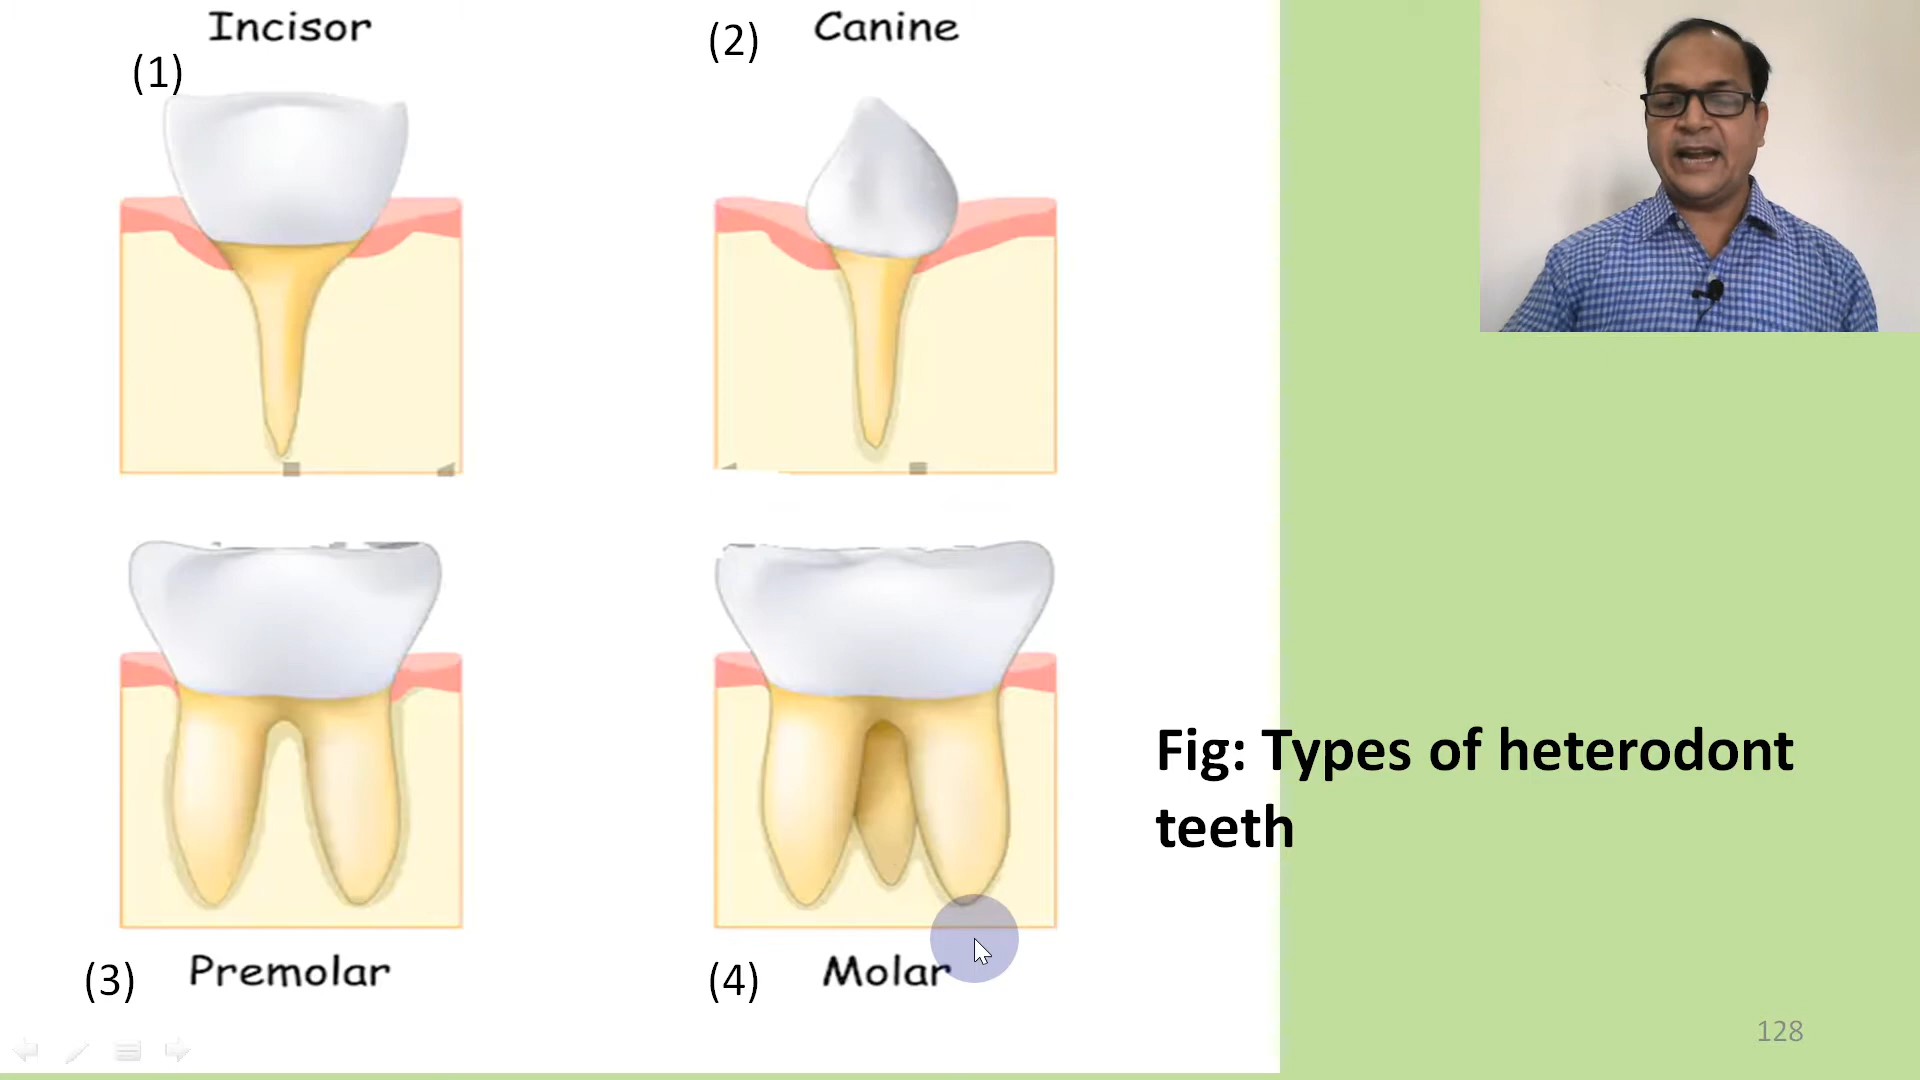 Incisor
(1)
(2) Canine
(3) Premolar
(4) Molar
Fig: Types of heterodont
teeth
128